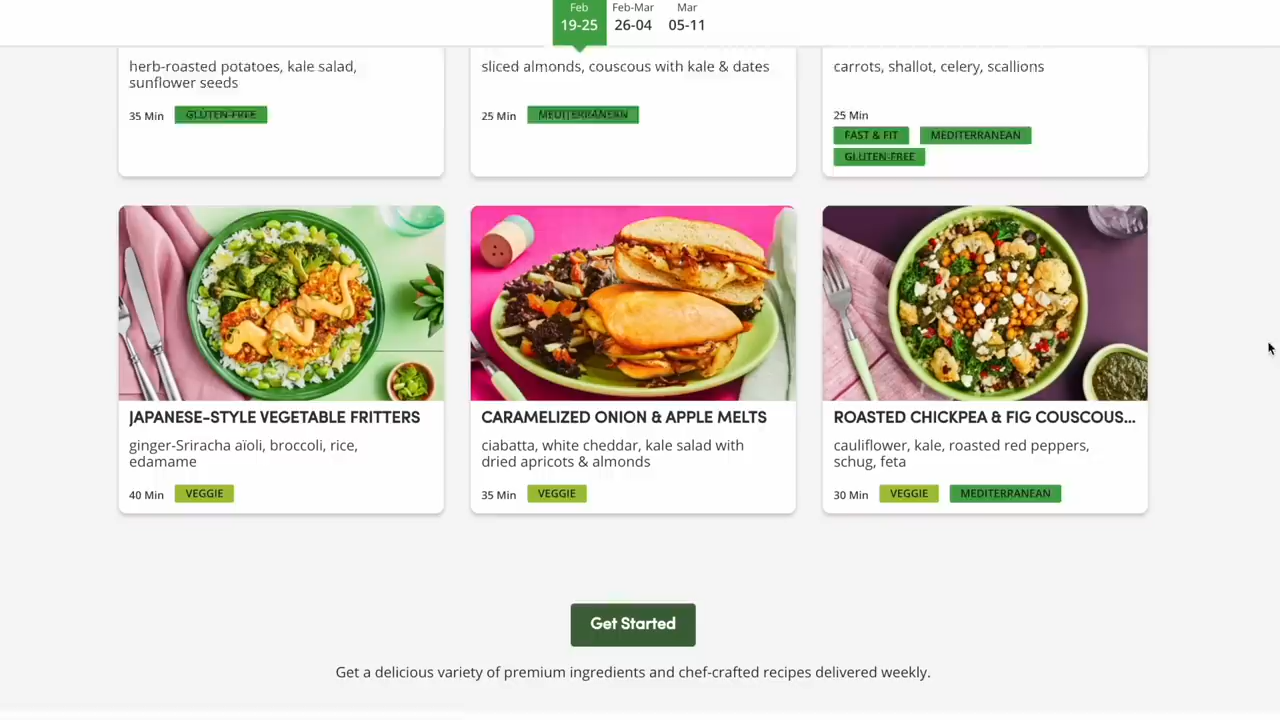 Feb
19-25
Feb-Mar
26-04
Mar
05-11
herb-roasted potatoes, kale salad,
sunflower seeds
35 Min GLUTEN-FREE
sliced almonds, couscous with kale & dates
25 Min MEDITERRANEAN
carrots, shallot, celery, scallions
25 Min
FAST & FIT MEDITERRANEAN
GLUTEN-FREE
JAPANESE-STYLE VEGETABLE FRITTERS
ginger-Sriracha aïoli, broccoli, rice,
edamame
40 Min VEGGIE
CARAMELIZED ONION & APPLE MELTS
ciabatta, white cheddar, kale salad with
dried apricots & almonds
35 Min VEGGIE
ROASTED CHICKPEA & FIG COUSCOUS...
cauliflower, kale, roasted red peppers,
schug, feta
30 Min VEGGIE MEDITERRANEAN
Get Started
Get a delicious variety of premium ingredients and chef-crafted recipes delivered weekly.